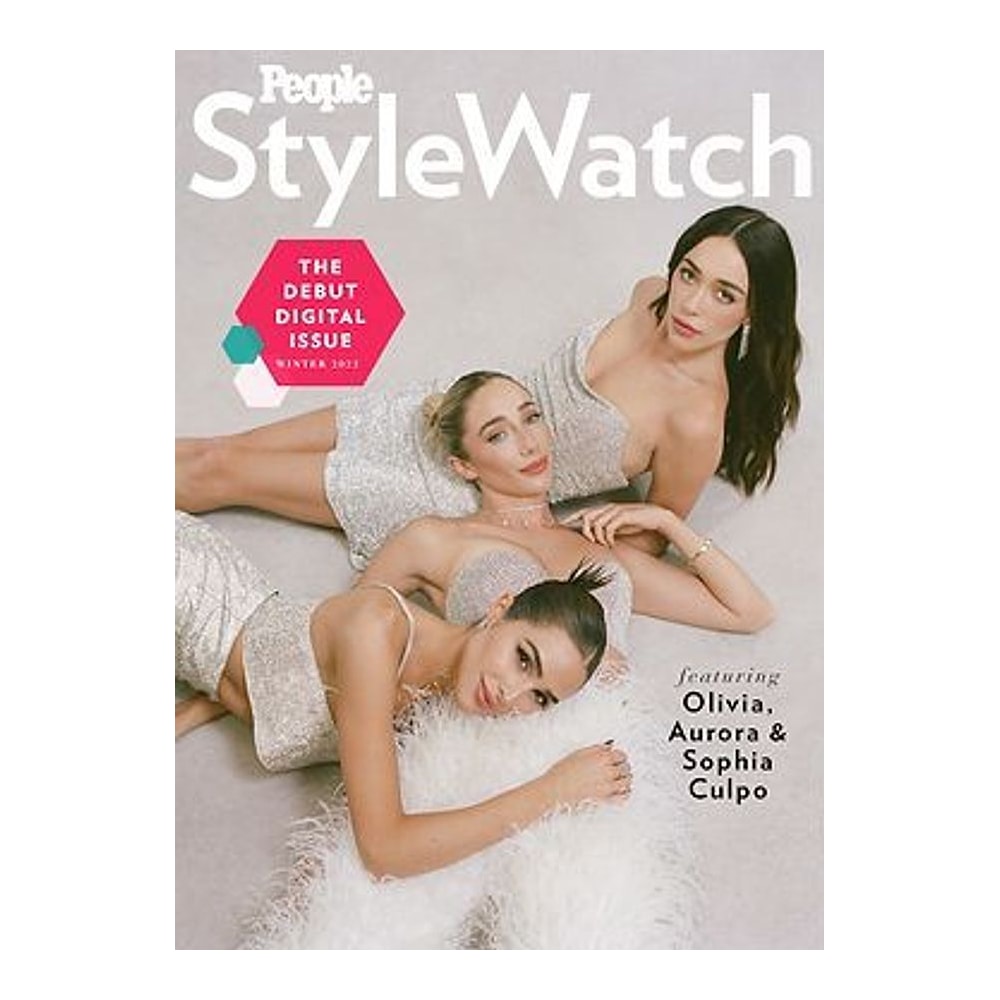 People
StyleWatch
THE
DEBUT
DIGITAL
ISSUE
WINTER 2022
featuring
Olivia,
Aurora &
Sophia
Culpo